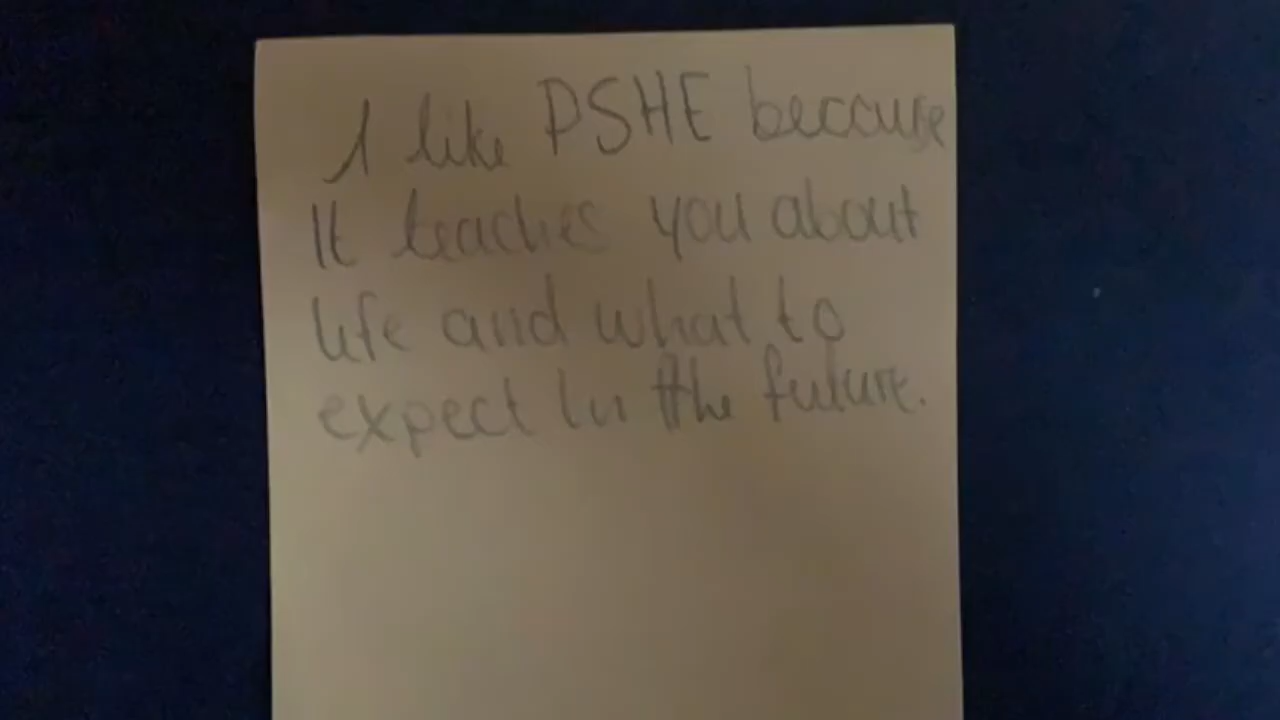 I like PSHE because
It teaches you about
life and what to
expect in the future.